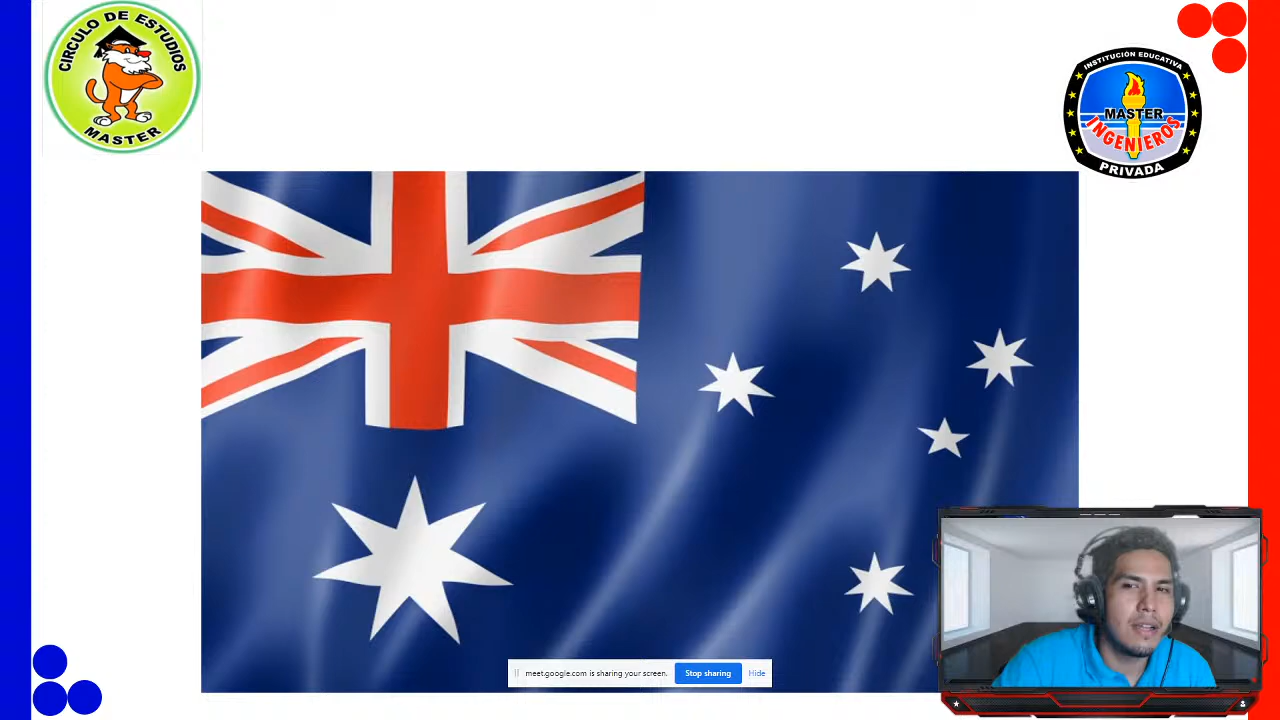 CIRCULO DE ESTUDIOS
MASTER
INSTITUCIÓN EDUCATIVA
MASTER
INGENIEROS
PRIVADA
meet.google.com is sharing your screen.
Stop sharing
Hide